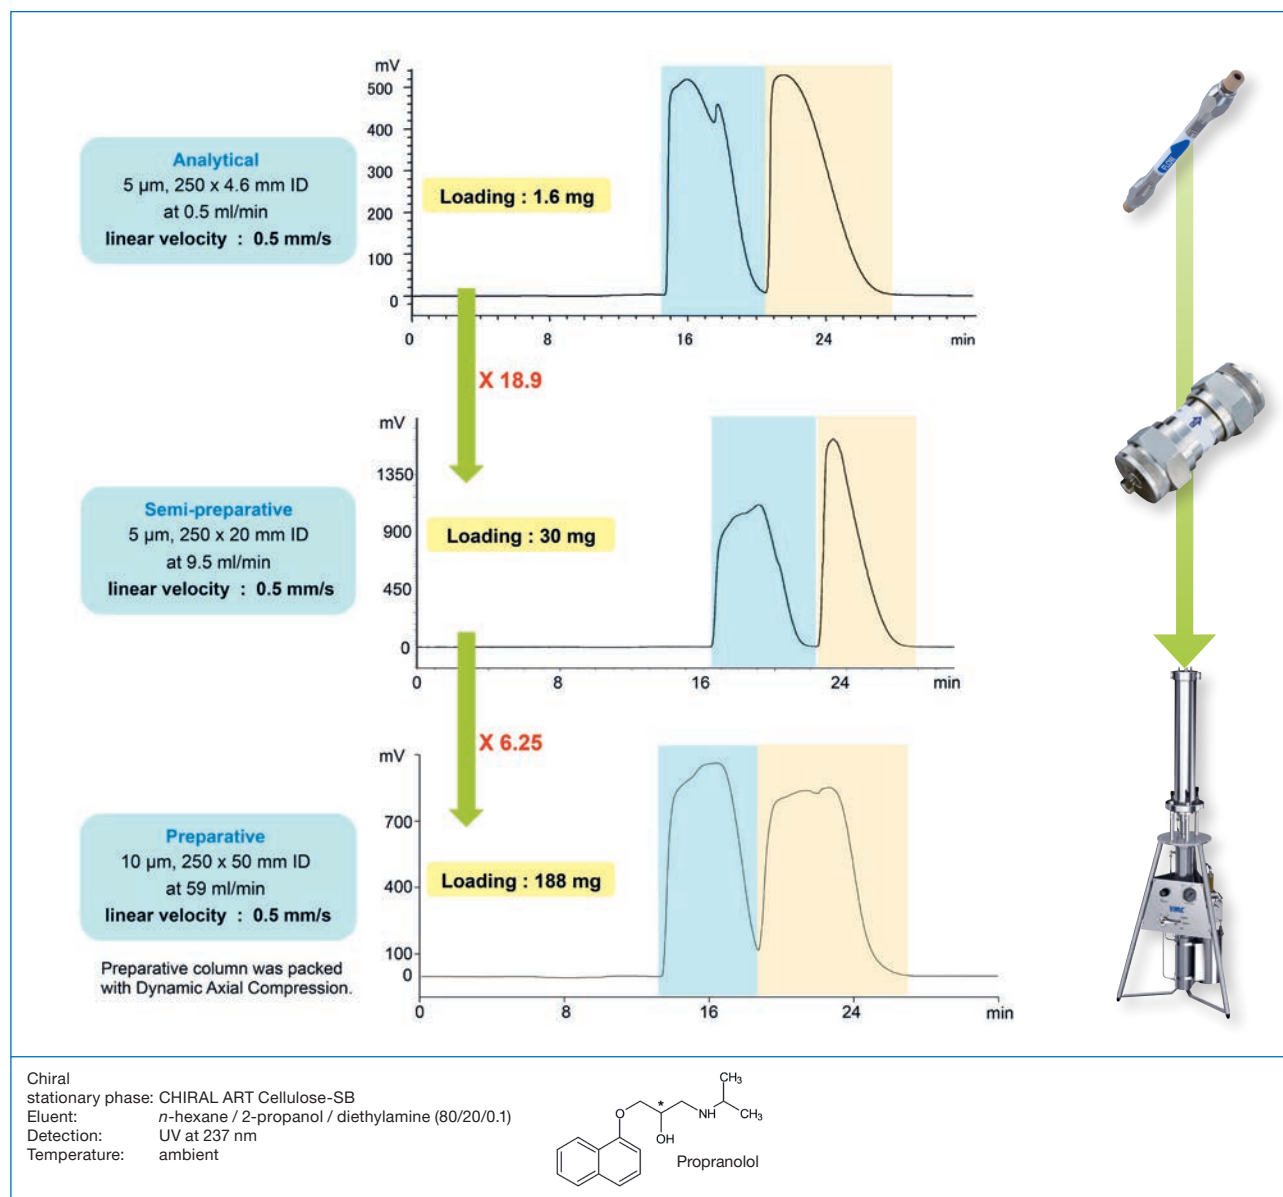 mV
500
400
300
200
100
0
0 8 16 24 min
Analytical
5 µm, 250 x 4.6 mm ID
at 0.5 ml/min
linear velocity : 0.5 mm/s
Loading : 1.6 mg
X 18.9
mV
1350
900
450
0
0 8 16 24 min
Semi-preparative
5 µm, 250 x 20 mm ID
at 9.5 ml/min
linear velocity : 0.5 mm/s
Loading : 30 mg
X 6.25
mV
700
400
100
0
0 8 16 24 min
Preparative
10 µm, 250 x 50 mm ID
at 59 ml/min
linear velocity : 0.5 mm/s
Loading : 188 mg
Preparative column was packed
with Dynamic Axial Compression.
YMC
Chiral
stationary phase: CHIRAL ART Cellulose-SB
Eluent: n-hexane / 2-propanol / diethylamine (80/20/0.1)
Detection: UV at 237 nm
Temperature: ambient
CH3
O * NH CH3
OH
Propranolol